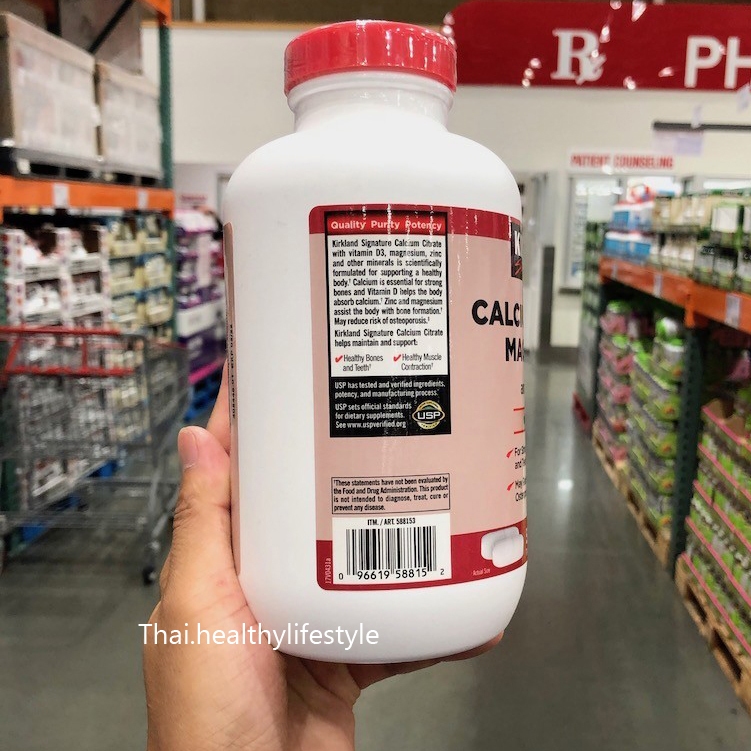 Rx PH
PATIENT COUNSELING
Quality Purity Potency
Kirkland Signature Calcium Citrate
with vitamin D3, magnesium, zinc
and other minerals is scientifically
formulated for supporting a healthy
body.† Calcium is essential for strong
bones and Vitamin D helps the body
absorb calcium.† Zinc and magnesium
assist the body with bone formation.†
May reduce risk of osteoporosis.‡
Kirkland Signature Calcium Citrate
helps maintain and support:
Healthy Bones
and Teeth†
Healthy Muscle
Contraction†
USP has tested and verified ingredients,
potency, and manufacturing process.
USP sets official standards
for dietary supplements.
See www.uspverified.org
USP
†These statements have not been evaluated by
the Food and Drug Administration. This product
is not intended to diagnose, treat, cure or
prevent any disease.
ITM. / ART. 588153
0 96619 58815 2
K
CALC
MA
Actual Size
Thai.healthylifestyle